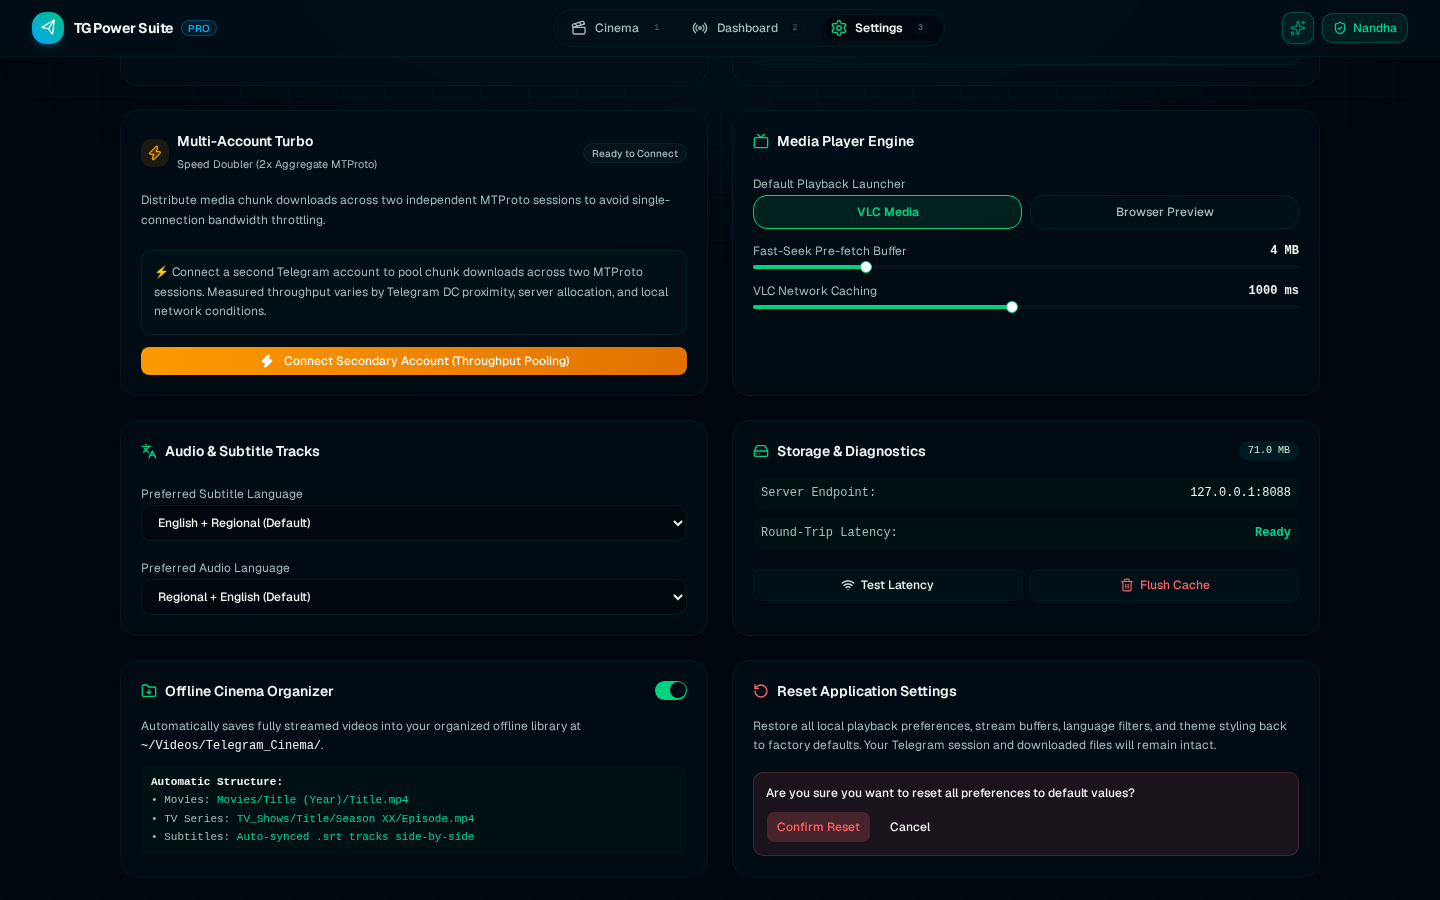 TG Power Suite PRO
Cinema 1
Dashboard 2
Settings 3
Nandha
Multi-Account Turbo
Speed Doubler (2x Aggregate MTProto)
Ready to Connect
Distribute media chunk downloads across two independent MTProto sessions to avoid single-
connection bandwidth throttling.
⚡ Connect a second Telegram account to pool chunk downloads across two MTProto
sessions. Measured throughput varies by Telegram DC proximity, server allocation, and local
network conditions.
Connect Secondary Account (Throughput Pooling)
Media Player Engine
Default Playback Launcher
VLC Media
Browser Preview
Fast-Seek Pre-fetch Buffer 4 MB
VLC Network Caching 1000 ms
Audio & Subtitle Tracks
Preferred Subtitle Language
English + Regional (Default)
Preferred Audio Language
Regional + English (Default)
Storage & Diagnostics 71.0 MB
Server Endpoint: 127.0.0.1:8088
Round-Trip Latency: Ready
Test Latency
Flush Cache
Offline Cinema Organizer
Automatically saves fully streamed videos into your organized offline library at
~/Videos/Telegram_Cinema/.
Automatic Structure:
• Movies: Movies/Title (Year)/Title.mp4
• TV Series: TV_Shows/Title/Season XX/Episode.mp4
• Subtitles: Auto-synced .srt tracks side-by-side
Reset Application Settings
Restore all local playback preferences, stream buffers, language filters, and theme styling back
to factory defaults. Your Telegram session and downloaded files will remain intact.
Are you sure you want to reset all preferences to default values?
Confirm Reset
Cancel